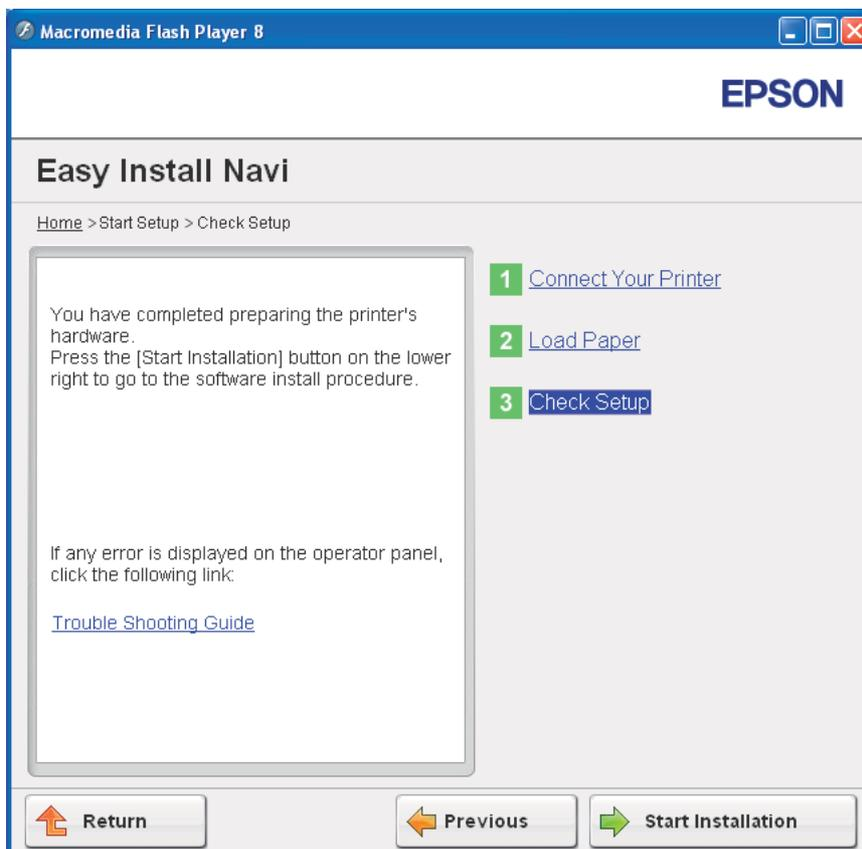 Macromedia Flash Player 8
EPSON
Easy Install Navi
Home > Start Setup > Check Setup
You have completed preparing the printer's
hardware.
Press the [Start Installation] button on the lower
right to go to the software install procedure.
If any error is displayed on the operator panel,
click the following link:
Trouble Shooting Guide
1 Connect Your Printer
2 Load Paper
3 Check Setup
Return
Previous
Start Installation